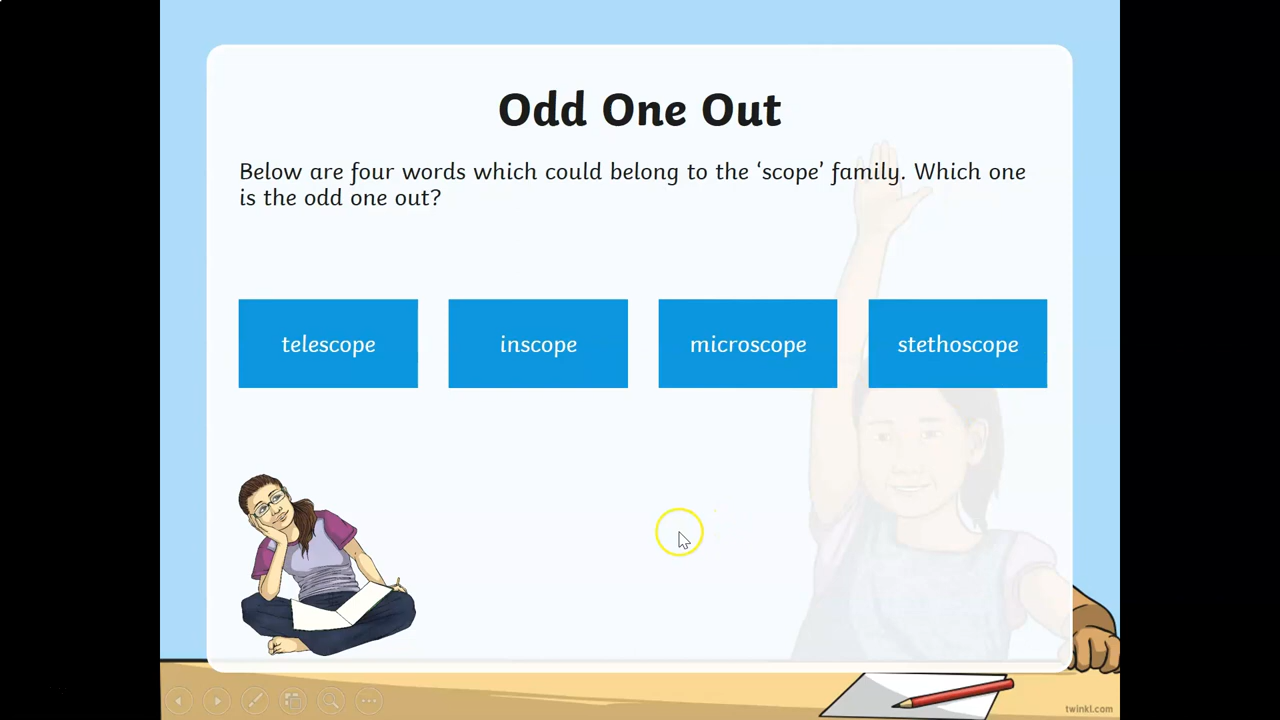 Odd One Out
Below are four words which could belong to the ‘scope’ family. Which one
is the odd one out?
telescope
inscope
microscope
stethoscope
twinkl.com